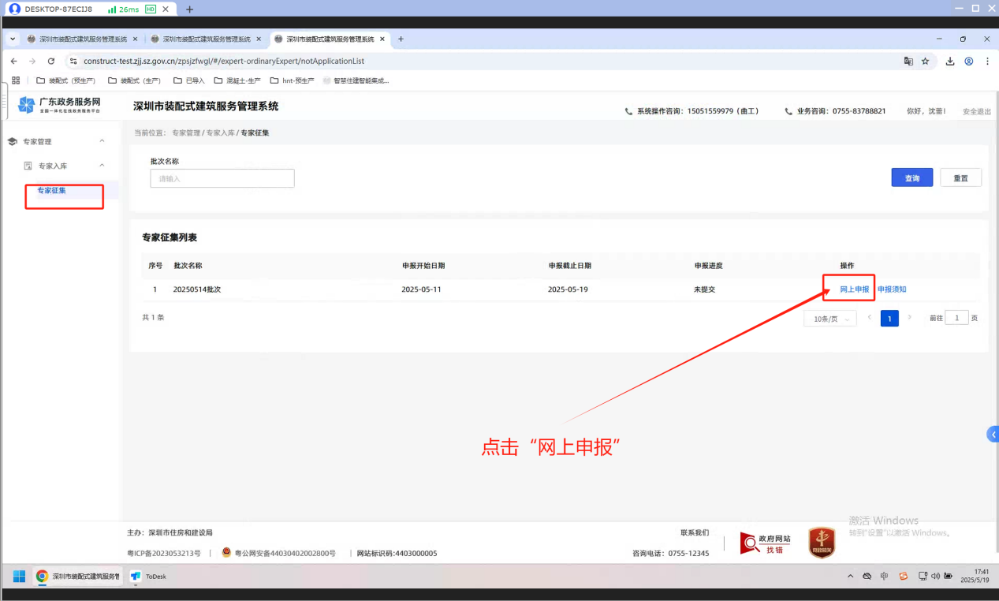 DESKTOP-87ECIJ8 26ms HD
深圳市装配式建筑服务管理系统 深圳市装配式建筑服务管理系统 深圳市装配式建筑服务管理系统
construct-test.zjj.sz.gov.cn/zpsjzfwgl/#/expert-ordinaryExpert/notApplicationList
装配式（预生产） 装配式（生产） 已导入 混凝土-生产 hnt-预生产 智慧住建智能集成...
广东政务服务网
全国一体化在线政务服务平台
深圳市装配式建筑服务管理系统
系统操作咨询：15051559979（曲工） 业务咨询：0755-83788821 你好，沈蕾！ 安全退出
当前位置： 专家管理 / 专家入库 / 专家征集
专家管理
专家入库
专家征集
批次名称
请输入
查询 重置
专家征集列表
序号 批次名称 申报开始日期 申报截止日期 申报进度 操作
1 20250514批次 2025-05-11 2025-05-19 未提交 网上申报 申报须知
共 1 条 10条/页 1 前往 1 页
点击“网上申报”
主办：深圳市住房和建设局 联系我们
粤ICP备2023053213号 | 粤公网安备44030402002800号 | 网站标识码:4403000005 咨询电话：0755-12345
政府网站
找错
党政机关
激活 Windows
转到“设置”以激活 Windows。
深圳市装配式建筑服务管 ToDesk
中
17:41
2025/5/19